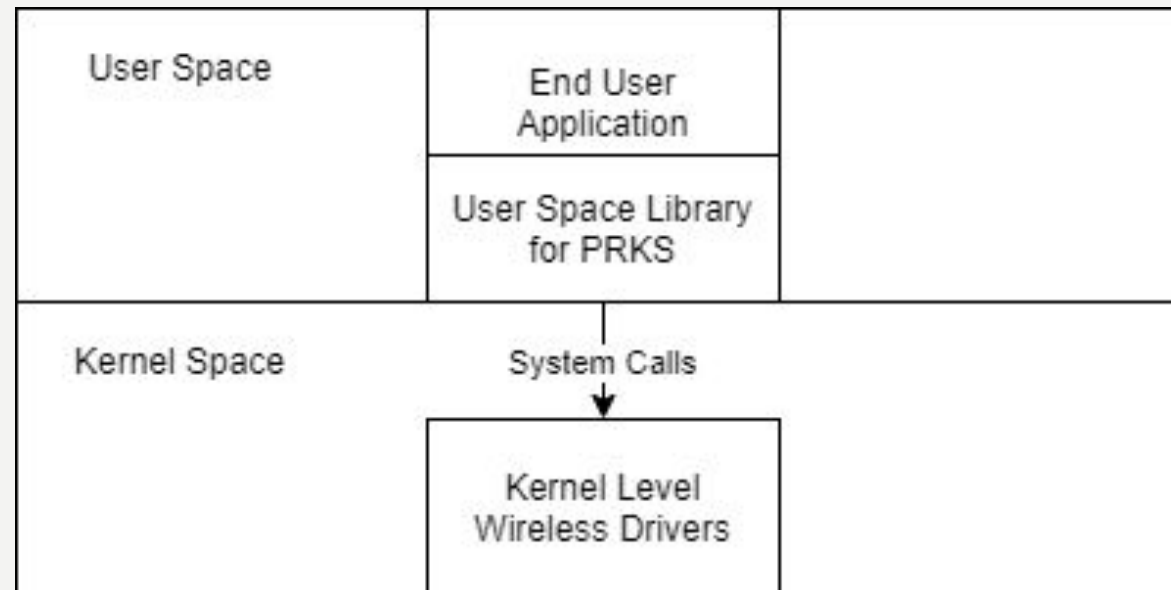 User Space
End User
Application
User Space Library
for PRKS
Kernel Space
System Calls
Kernel Level
Wireless Drivers